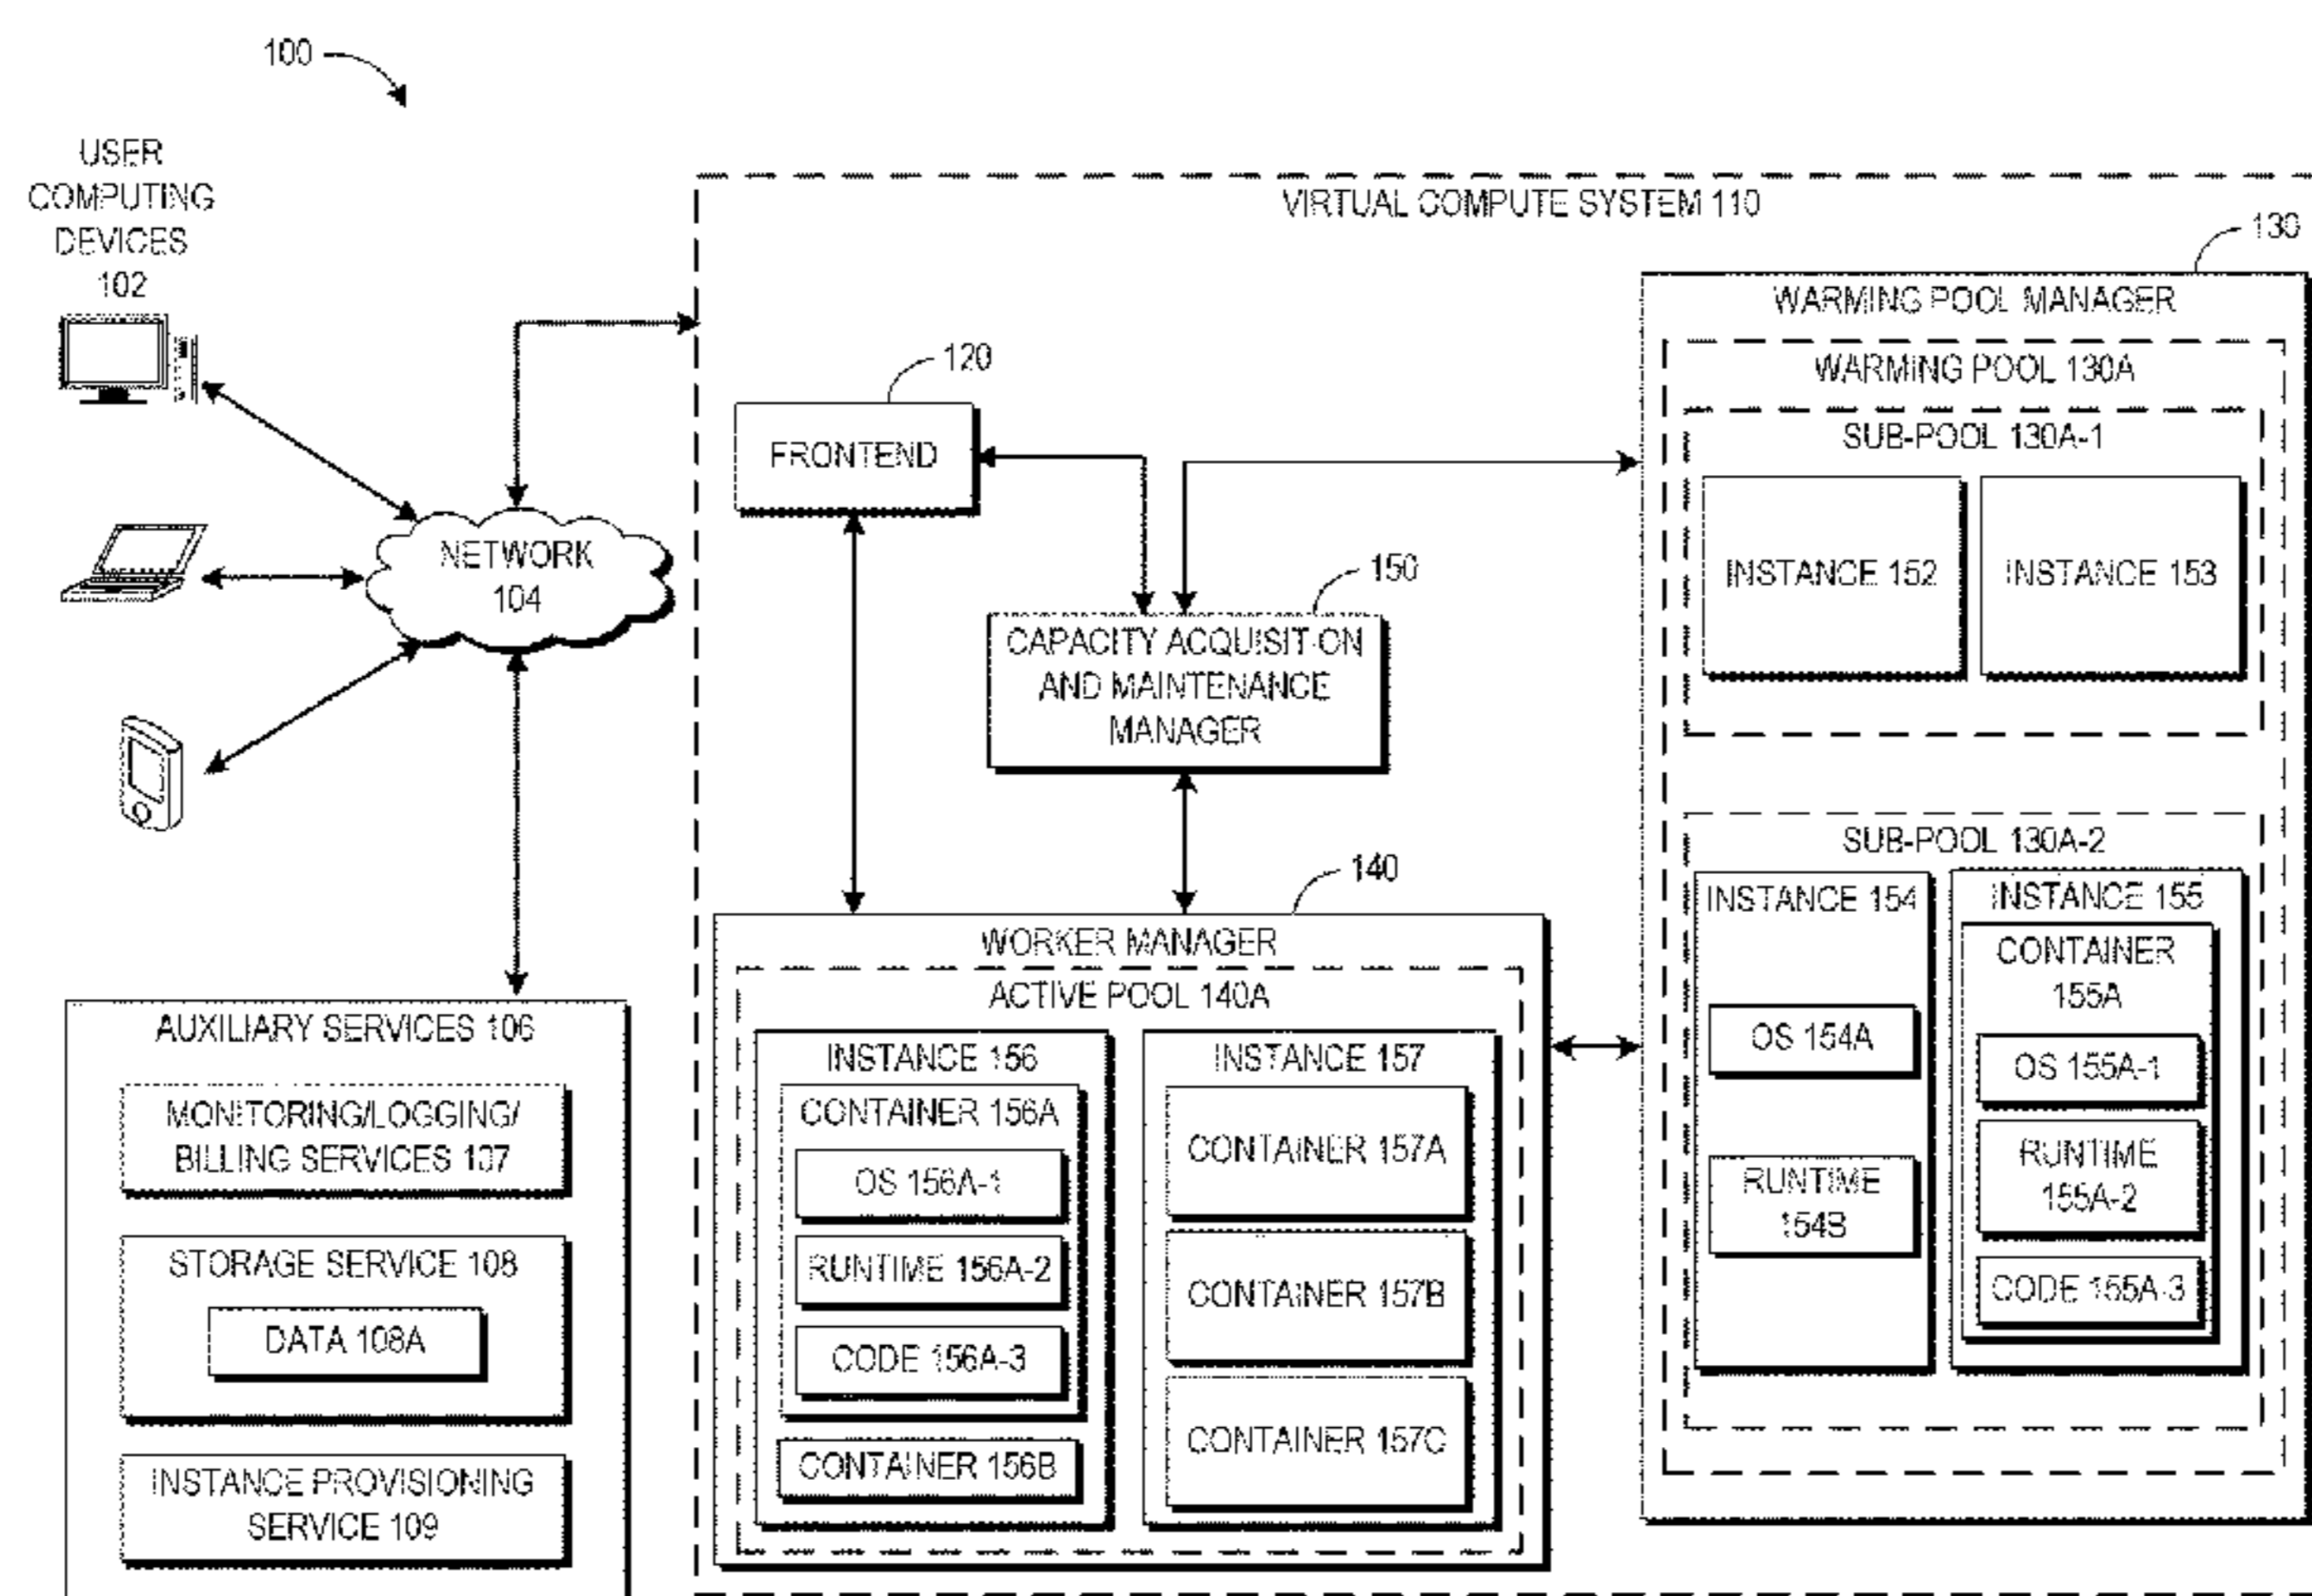 100
USER
COMPUTING
DEVICES
102
NETWORK
104
AUXILIARY SERVICES 106
MONITORING/LOGGING/
BILLING SERVICES 107
STORAGE SERVICE 108
DATA 108A
INSTANCE PROVISIONING
SERVICE 109
VIRTUAL COMPUTE SYSTEM 110
120
FRONTEND
150
CAPACITY ACQUISITION
AND MAINTENANCE
MANAGER
140
WORKER MANAGER
ACTIVE POOL 140A
INSTANCE 156
CONTAINER 156A
OS 156A-1
RUNTIME 156A-2
CODE 156A-3
CONTAINER 156B
INSTANCE 157
CONTAINER 157A
CONTAINER 157B
CONTAINER 157C
130
WARMING POOL MANAGER
WARMING POOL 130A
SUB-POOL 130A-1
INSTANCE 152
INSTANCE 153
SUB-POOL 130A-2
INSTANCE 154
OS 154A
RUNTIME
154B
INSTANCE 155
CONTAINER
155A
OS 155A-1
RUNTIME
155A-2
CODE 155A-3